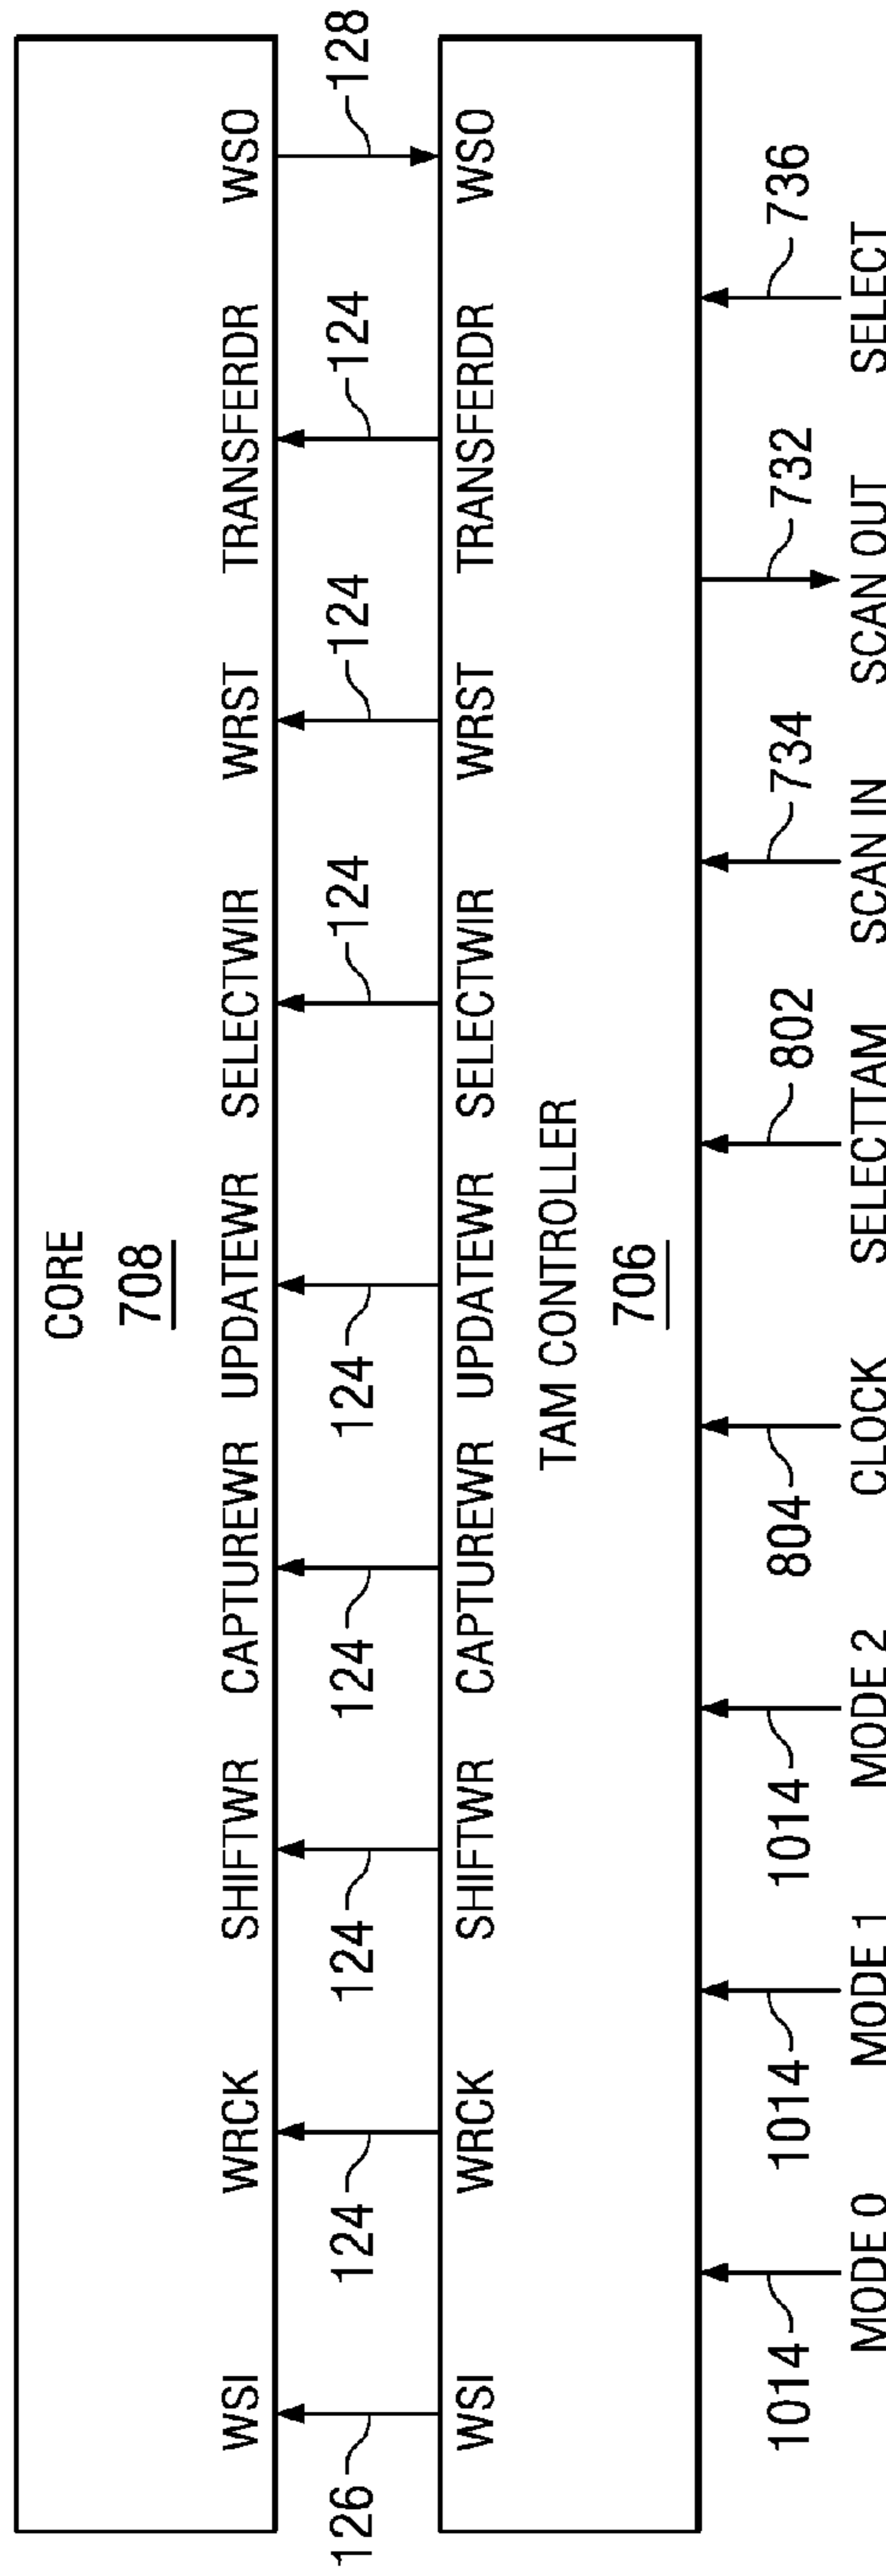 CORE
708
WSI WRCK SHIFTWR CAPTUREWR UPDATEWR SELECTWIR WRST TRANSFERDR WSO
126 124 124 124 124 124 124 124 128
WSI WRCK SHIFTWR CAPTUREWR UPDATEWR SELECTWIR WRST TRANSFERDR WSO
TAM CONTROLLER
706
1014 1014 1014 804 802 734 732 736
MODE 0 MODE 1 MODE 2 CLOCK SELECTTAM SCAN IN SCAN OUT SELECT